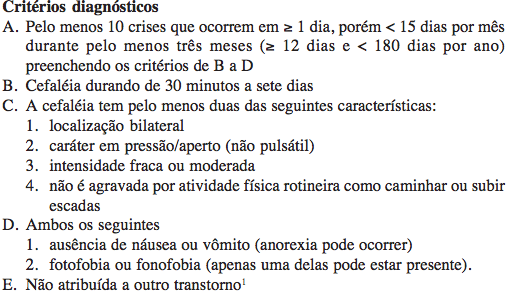 Critérios diagnósticos
A. Pelo menos 10 crises que ocorrem em ≥ 1 dia, porém < 15 dias por mês
durante pelo menos três meses (≥ 12 dias e < 180 dias por ano)
preenchendo os critérios de B a D
B. Cefaléia durando de 30 minutos a sete dias
C. A cefaléia tem pelo menos duas das seguintes características:
1. localização bilateral
2. caráter em pressão/aperto (não pulsátil)
3. intensidade fraca ou moderada
4. não é agravada por atividade física rotineira como caminhar ou subir
escadas
D. Ambos os seguintes
1. ausência de náusea ou vômito (anorexia pode ocorrer)
2. fotofobia ou fonofobia (apenas uma delas pode estar presente).
E. Não atribuída a outro transtorno¹